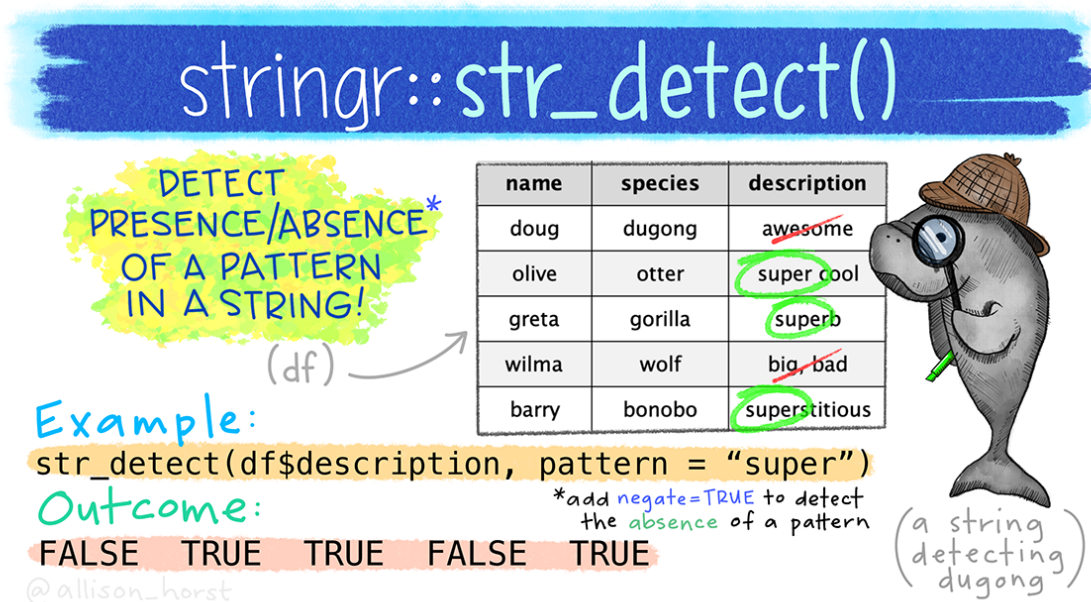 stringr::str_detect()
DETECT
PRESENCE/ABSENCE*
OF A PATTERN
IN A STRING!
(df)
name species description
doug dugong awesome
olive otter super cool
greta gorilla superb
wilma wolf big, bad
barry bonobo superstitious
Example:
str_detect(df$description, pattern = “super”)
Outcome:
*add negate=TRUE to detect
the absence of a pattern
FALSE TRUE TRUE FALSE TRUE
(a string
detecting
dugong)
@allison_horst